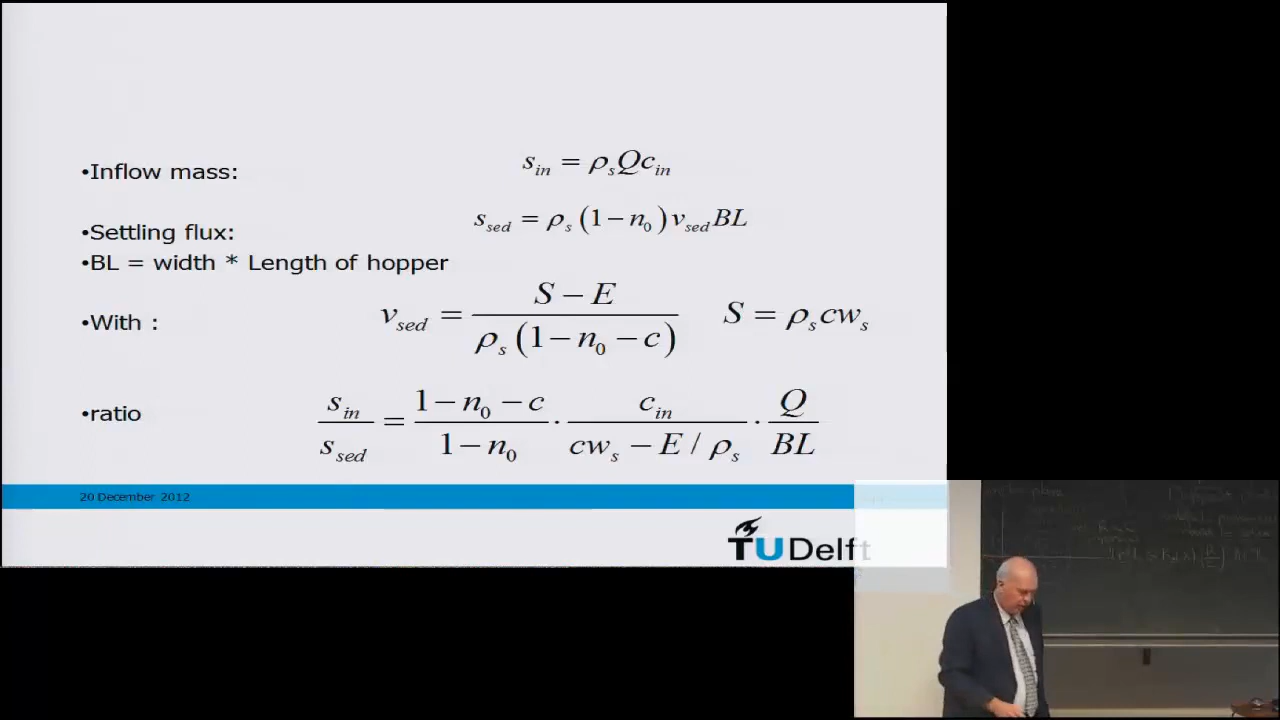 •Inflow mass: s_in = ρ_s Q c_in
•Settling flux: s_sed = ρ_s (1 − n_0) v_sed BL
•BL = width * Length of hopper
•With : v_sed = (S − E) / (ρ_s (1 − n_0 − c)) S = ρ_s c w_s
•ratio s_in / s_sed = (1 − n_0 − c) / (1 − n_0) · c_in / (c w_s − E / ρ_s) · Q / BL
20 December 2012
TU Delft